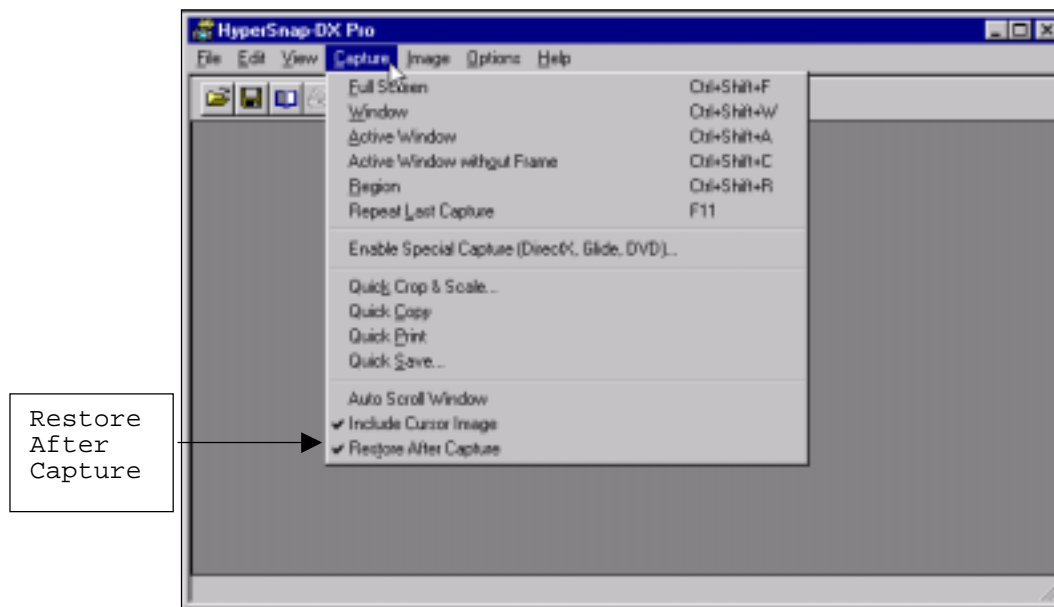 HyperSnap-DX Pro
File Edit View Capture Image Options Help
Full Screen Ctrl+Shift+F
Window Ctrl+Shift+W
Active Window Ctrl+Shift+A
Active Window without Frame Ctrl+Shift+C
Region Ctrl+Shift+R
Repeat Last Capture F11
Enable Special Capture (DirectX, Glide, DVD)...
Quick Crop & Scale...
Quick Copy
Quick Print
Quick Save...
Auto Scroll Window
Include Cursor Image
Restore After Capture
Restore
After
Capture